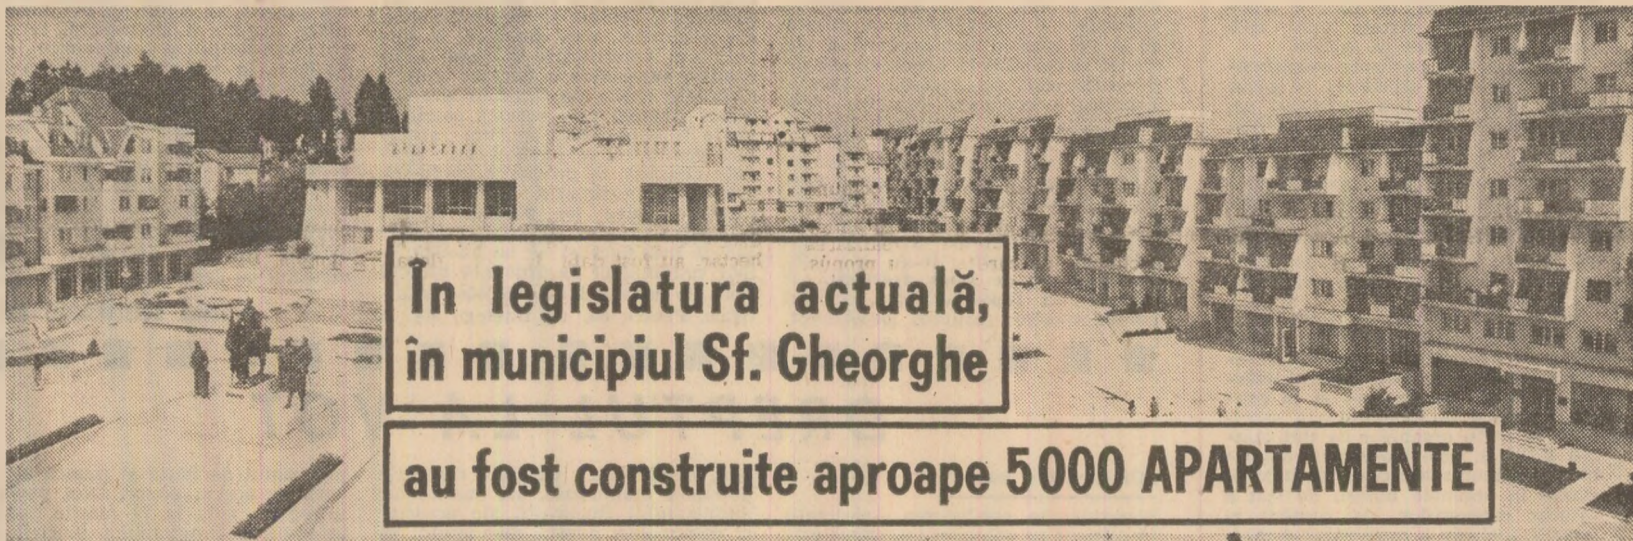 În legislatura actuală,
în municipiul Sf. Gheorghe
au fost construite aproape 5000 APARTAMENTE